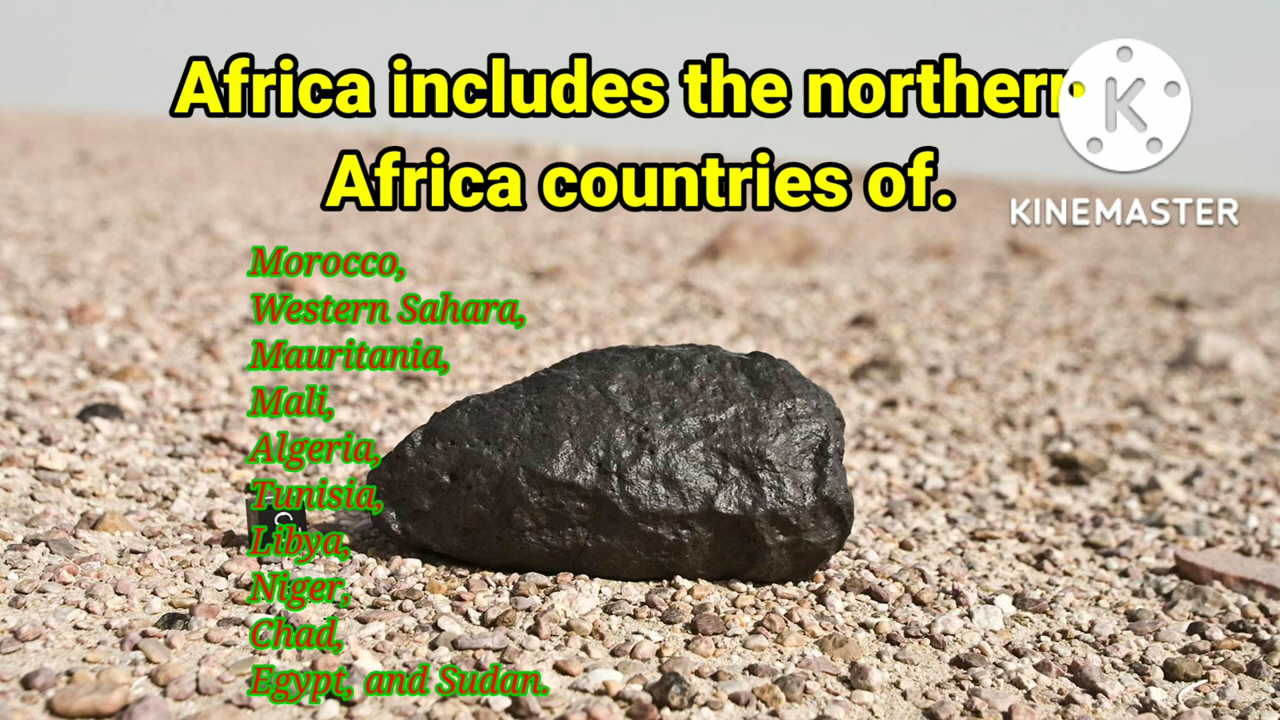 Africa includes the northern
Africa countries of.
K
KINEMASTER
Morocco,
Western Sahara,
Mauritania,
Mali,
Algeria,
Tunisia,
Libya,
Niger,
Chad,
Egypt, and Sudan.